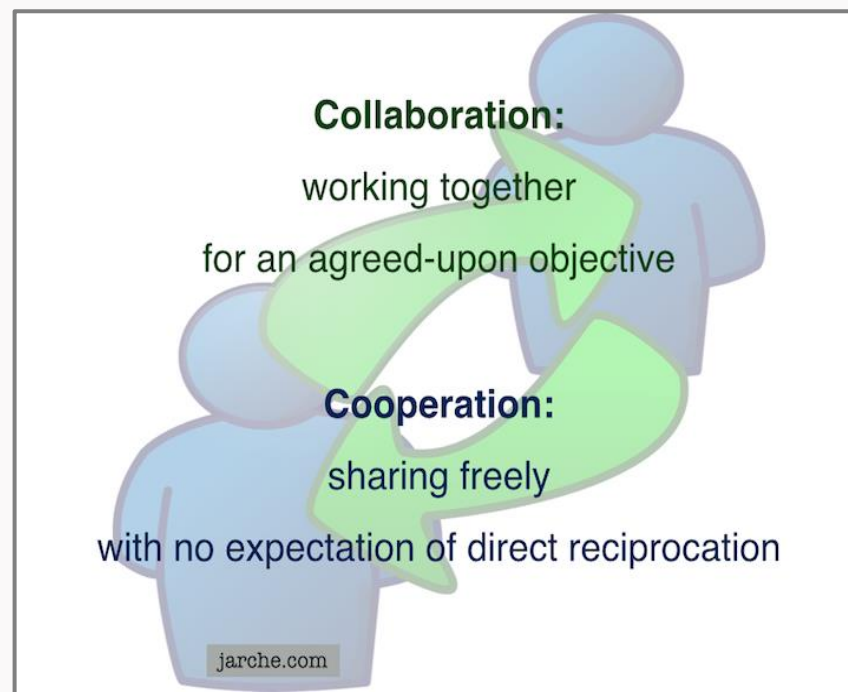 Collaboration:
working together
for an agreed-upon objective
Cooperation:
sharing freely
with no expectation of direct reciprocation
jarche.com